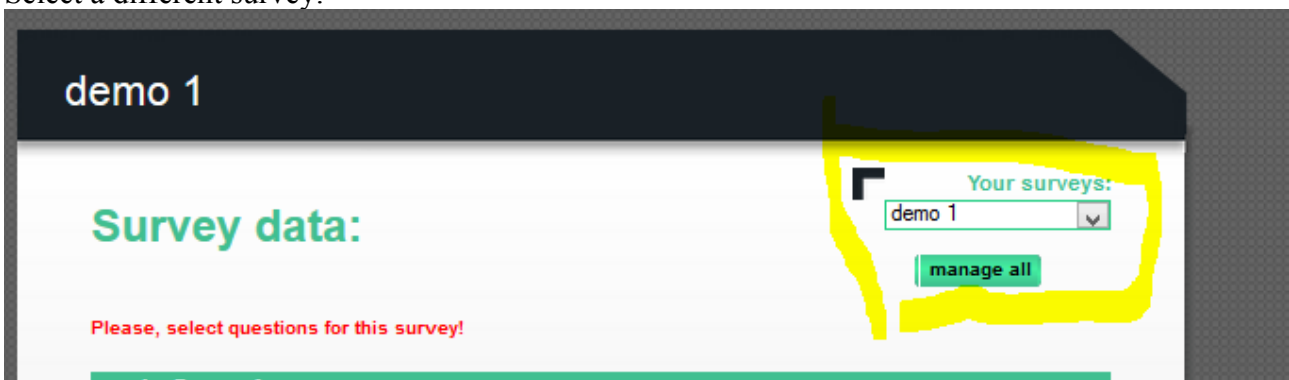 Select a different survey:
demo 1
Your surveys:
demo 1
Survey data:
manage all
Please, select questions for this survey!